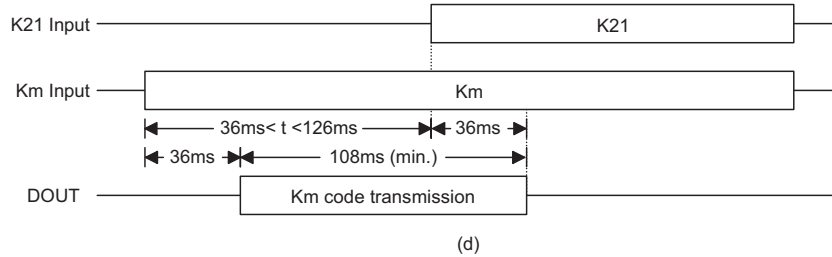 K21 Input
K21
Km Input
Km
36ms< t <126ms
36ms
36ms
108ms (min.)
DOUT
Km code transmission
(d)